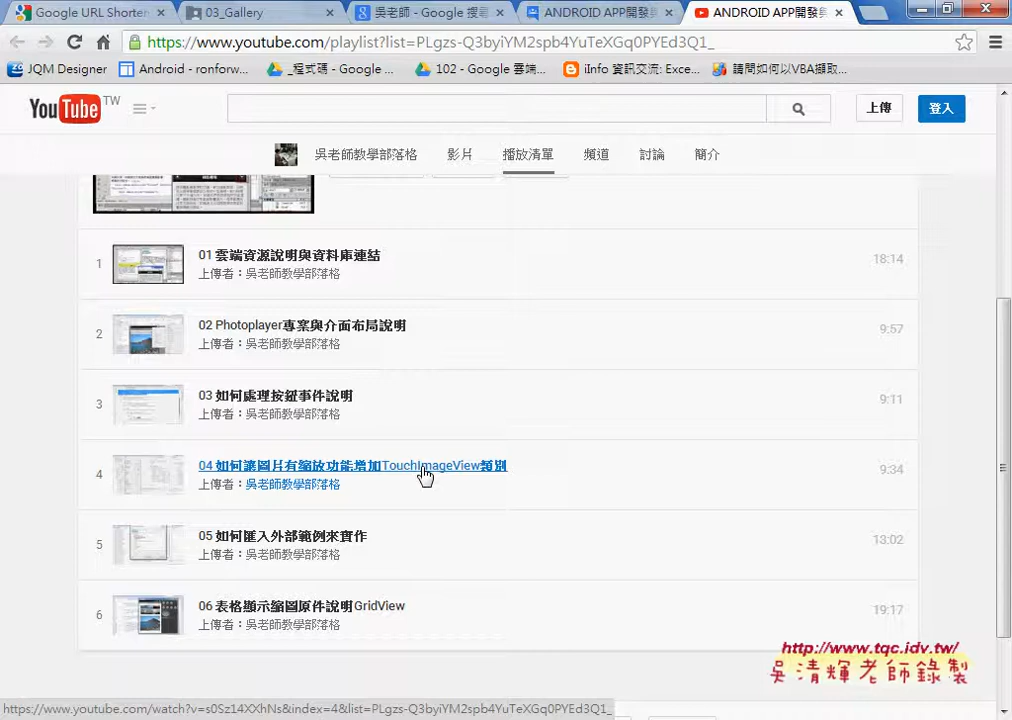 Google URL Shorten
03_Gallery
吳老師 - Google 搜尋
ANDROID APP開發與
ANDROID APP開發與
https://www.youtube.com/playlist?list=PLgzs-Q3byiYM2spb4YuTeXGq0PYEd3Q1_
JQM Designer
Android - ronforw...
_程式碼 - Google ...
102 - Google 雲端...
iInfo 資訊交流: Exce...
請問如何以VBA擷取...
YouTube TW
上傳
登入
吳老師教學部落格
影片
播放清單
頻道
討論
簡介
1
01 雲端資源說明與資料庫連結
上傳者：吳老師教學部落格
18:14
2
02 Photoplayer專案與介面布局說明
上傳者：吳老師教學部落格
9:57
3
03 如何處理按鈕事件說明
上傳者：吳老師教學部落格
9:11
4
04 如何讓圖片有縮放功能增加TouchImageView類別
上傳者：吳老師教學部落格
9:34
5
05 如何匯入外部範例來實作
上傳者：吳老師教學部落格
13:02
6
06 表格顯示縮圖原件說明GridView
上傳者：吳老師教學部落格
19:17
http://www.tqc.idv.tw/
吳清輝老師錄製
https://www.youtube.com/watch?v=s0Sz14XXhNs&index=4&list=PLgzs-Q3byiYM2spb4YuTeXGq0PYEd3Q1_